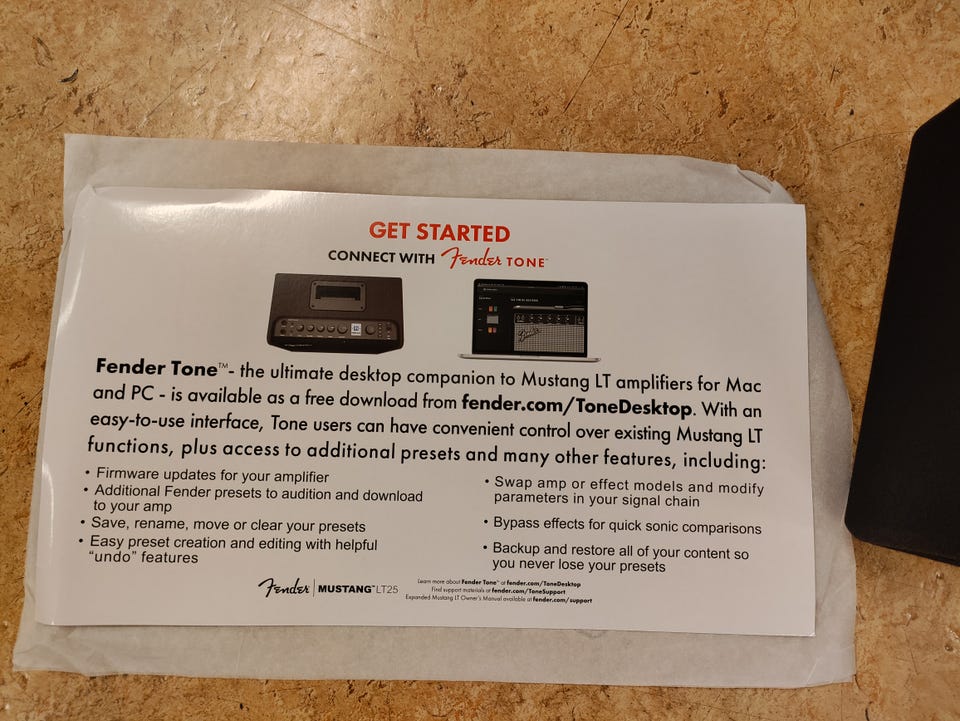 GET STARTED
CONNECT WITH Fender TONE™
Fender Tone™- the ultimate desktop companion to Mustang LT amplifiers for Mac
and PC - is available as a free download from fender.com/ToneDesktop. With an
easy-to-use interface, Tone users can have convenient control over existing Mustang LT
functions, plus access to additional presets and many other features, including:
• Firmware updates for your amplifier
• Additional Fender presets to audition and download
to your amp
• Save, rename, move or clear your presets
• Easy preset creation and editing with helpful
"undo" features
• Swap amp or effect models and modify
parameters in your signal chain
• Bypass effects for quick sonic comparisons
• Backup and restore all of your content so
you never lose your presets
Fender | MUSTANG™ LT25
Learn more about Fender Tone™ at fender.com/ToneDesktop
Find support materials at fender.com/ToneSupport
Expanded Mustang LT Owner's Manual available at fender.com/support